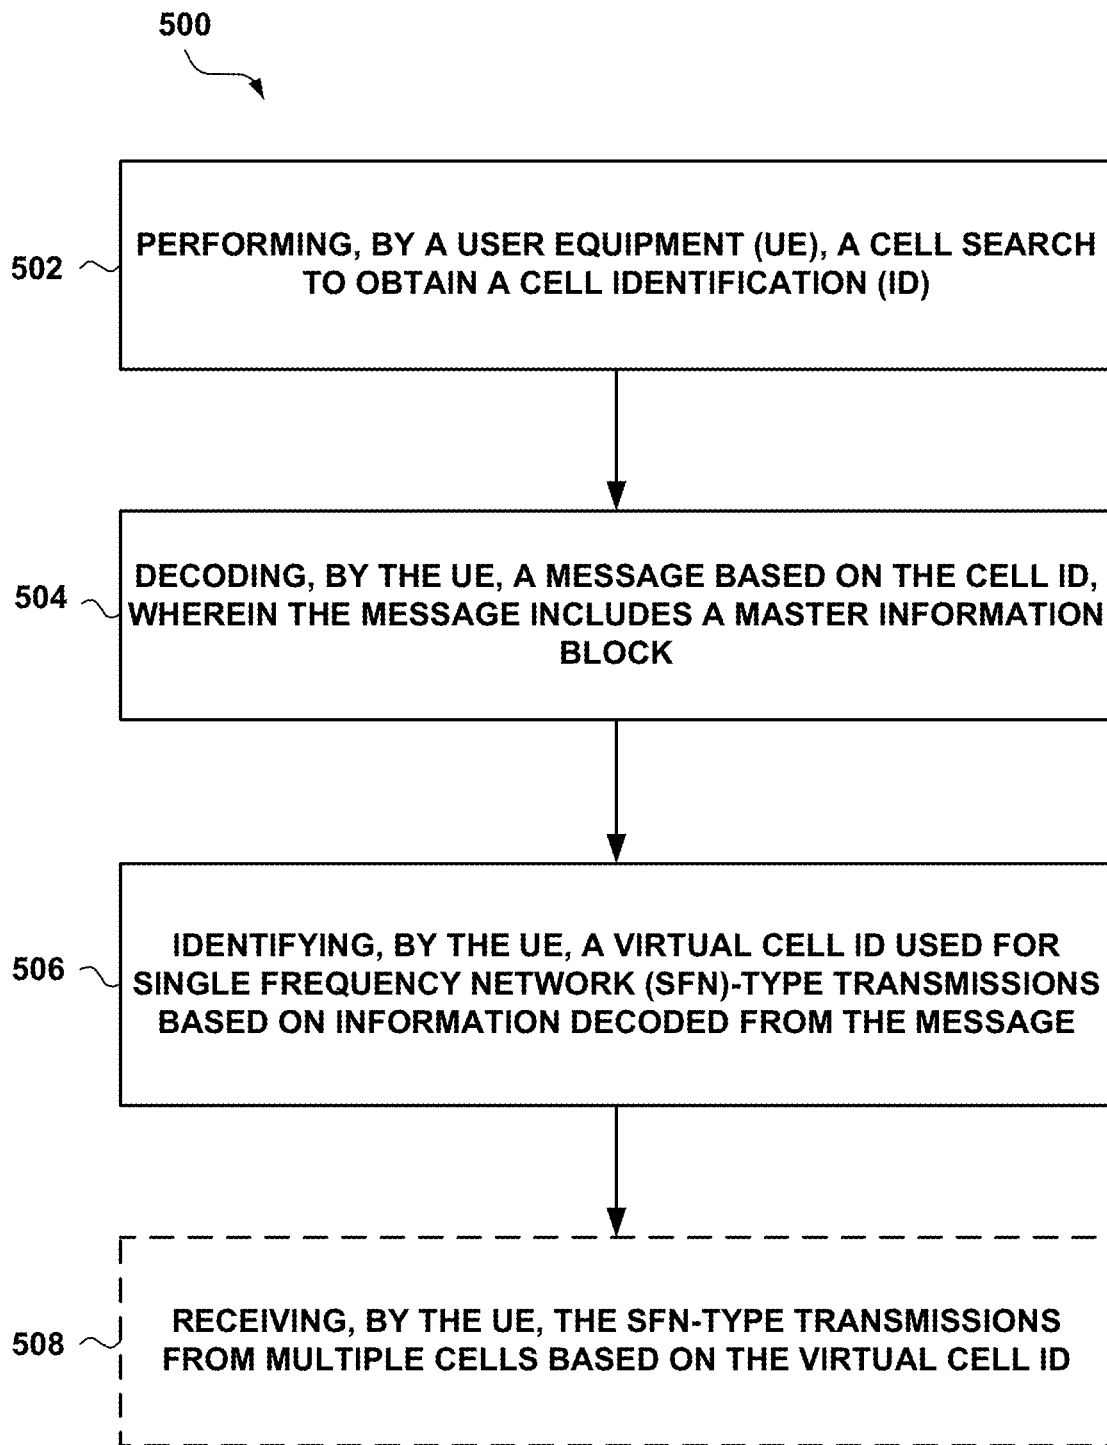 500
502
PERFORMING, BY A USER EQUIPMENT (UE), A CELL SEARCH
TO OBTAIN A CELL IDENTIFICATION (ID)
504
DECODING, BY THE UE, A MESSAGE BASED ON THE CELL ID,
WHEREIN THE MESSAGE INCLUDES A MASTER INFORMATION
BLOCK
506
IDENTIFYING, BY THE UE, A VIRTUAL CELL ID USED FOR
SINGLE FREQUENCY NETWORK (SFN)-TYPE TRANSMISSIONS
BASED ON INFORMATION DECODED FROM THE MESSAGE
508
RECEIVING, BY THE UE, THE SFN-TYPE TRANSMISSIONS
FROM MULTIPLE CELLS BASED ON THE VIRTUAL CELL ID